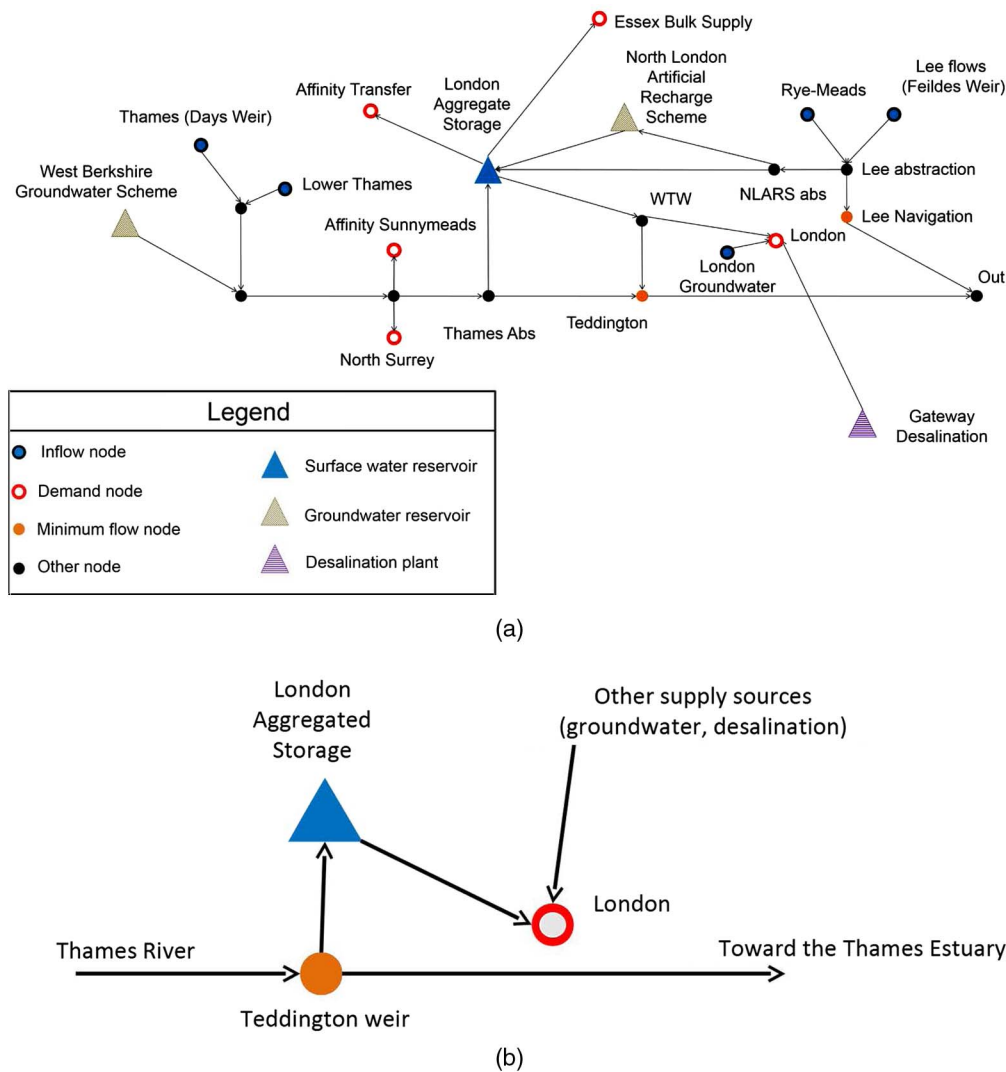 Essex Bulk Supply
North London
Artificial
Recharge
Scheme
Lee flows
(Feildes Weir)
London
Aggregate
Storage
Affinity Transfer
Rye-Meads
Thames (Days Weir)
West Berkshire
Groundwater Scheme
Lower Thames
Lee abstraction
NLARS abs
WTW
Affinity Sunnymeads
Lee Navigation
London
London
Groundwater
Out
Thames Abs
Teddington
North Surrey
Gateway
Desalination
Legend
Inflow node
Demand node
Minimum flow node
Other node
Surface water reservoir
Groundwater reservoir
Desalination plant
(a)
London
Aggregated
Storage
Other supply sources
(groundwater, desalination)
London
Thames River
Toward the Thames Estuary
Teddington weir
(b)